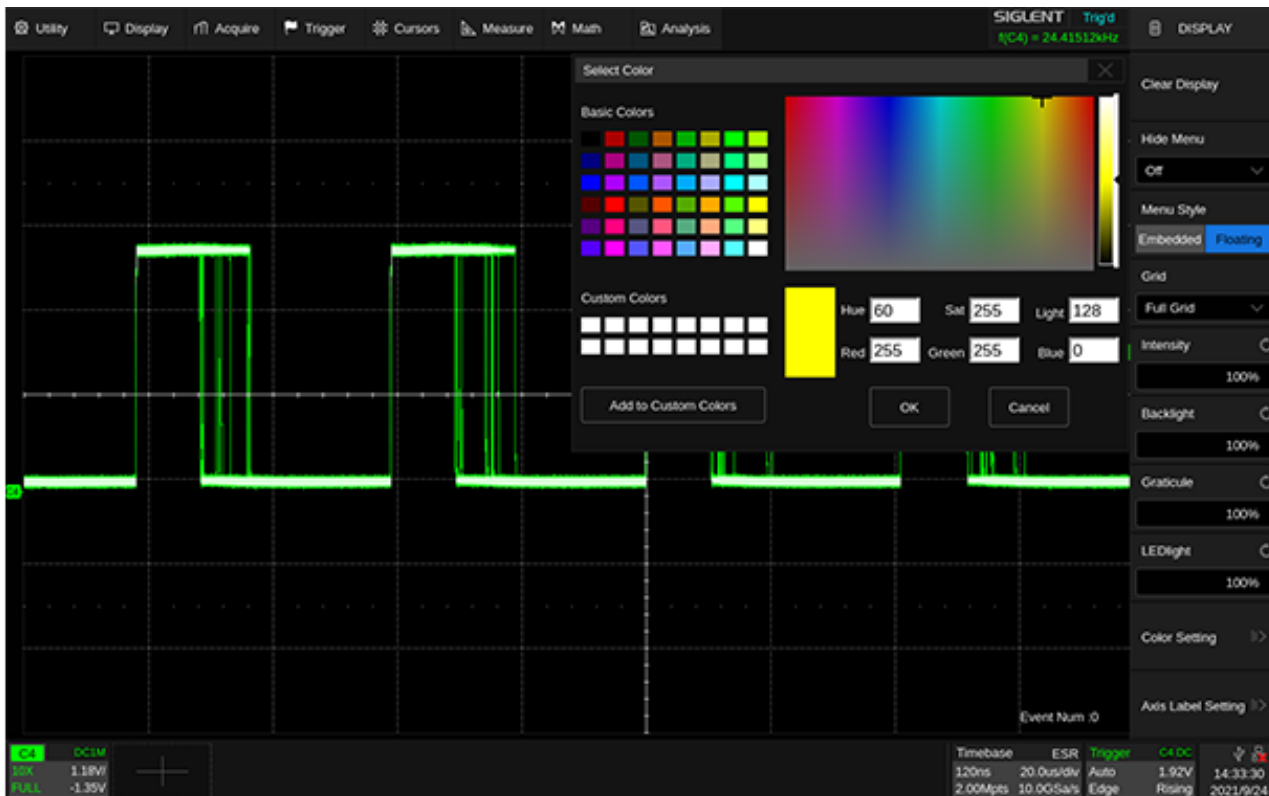 Utility Display Acquire Trigger Cursors Measure Math Analysis
SIGLENT Trig'd
f(C4) = 24.41512kHz
DISPLAY
Select Color
Basic Colors
Custom Colors
Hue 60 Sat 255 Light 128
Red 255 Green 255 Blue 0
Add to Custom Colors OK Cancel
Clear Display
Hide Menu
Off
Menu Style
Embedded Floating
Grid
Full Grid
Intensity
100%
Backlight
100%
Graticule
100%
LEDlight
100%
Color Setting
Axis Label Setting
C4
Event Num :0
C4 DC1M
10X 1.18V/
FULL -1.35V
Timebase ESR
120ns 20.0us/div
2.00Mpts 10.0GSa/s
Trigger C4 DC
Auto 1.92V
Edge Rising
14:33:30
2021/9/24